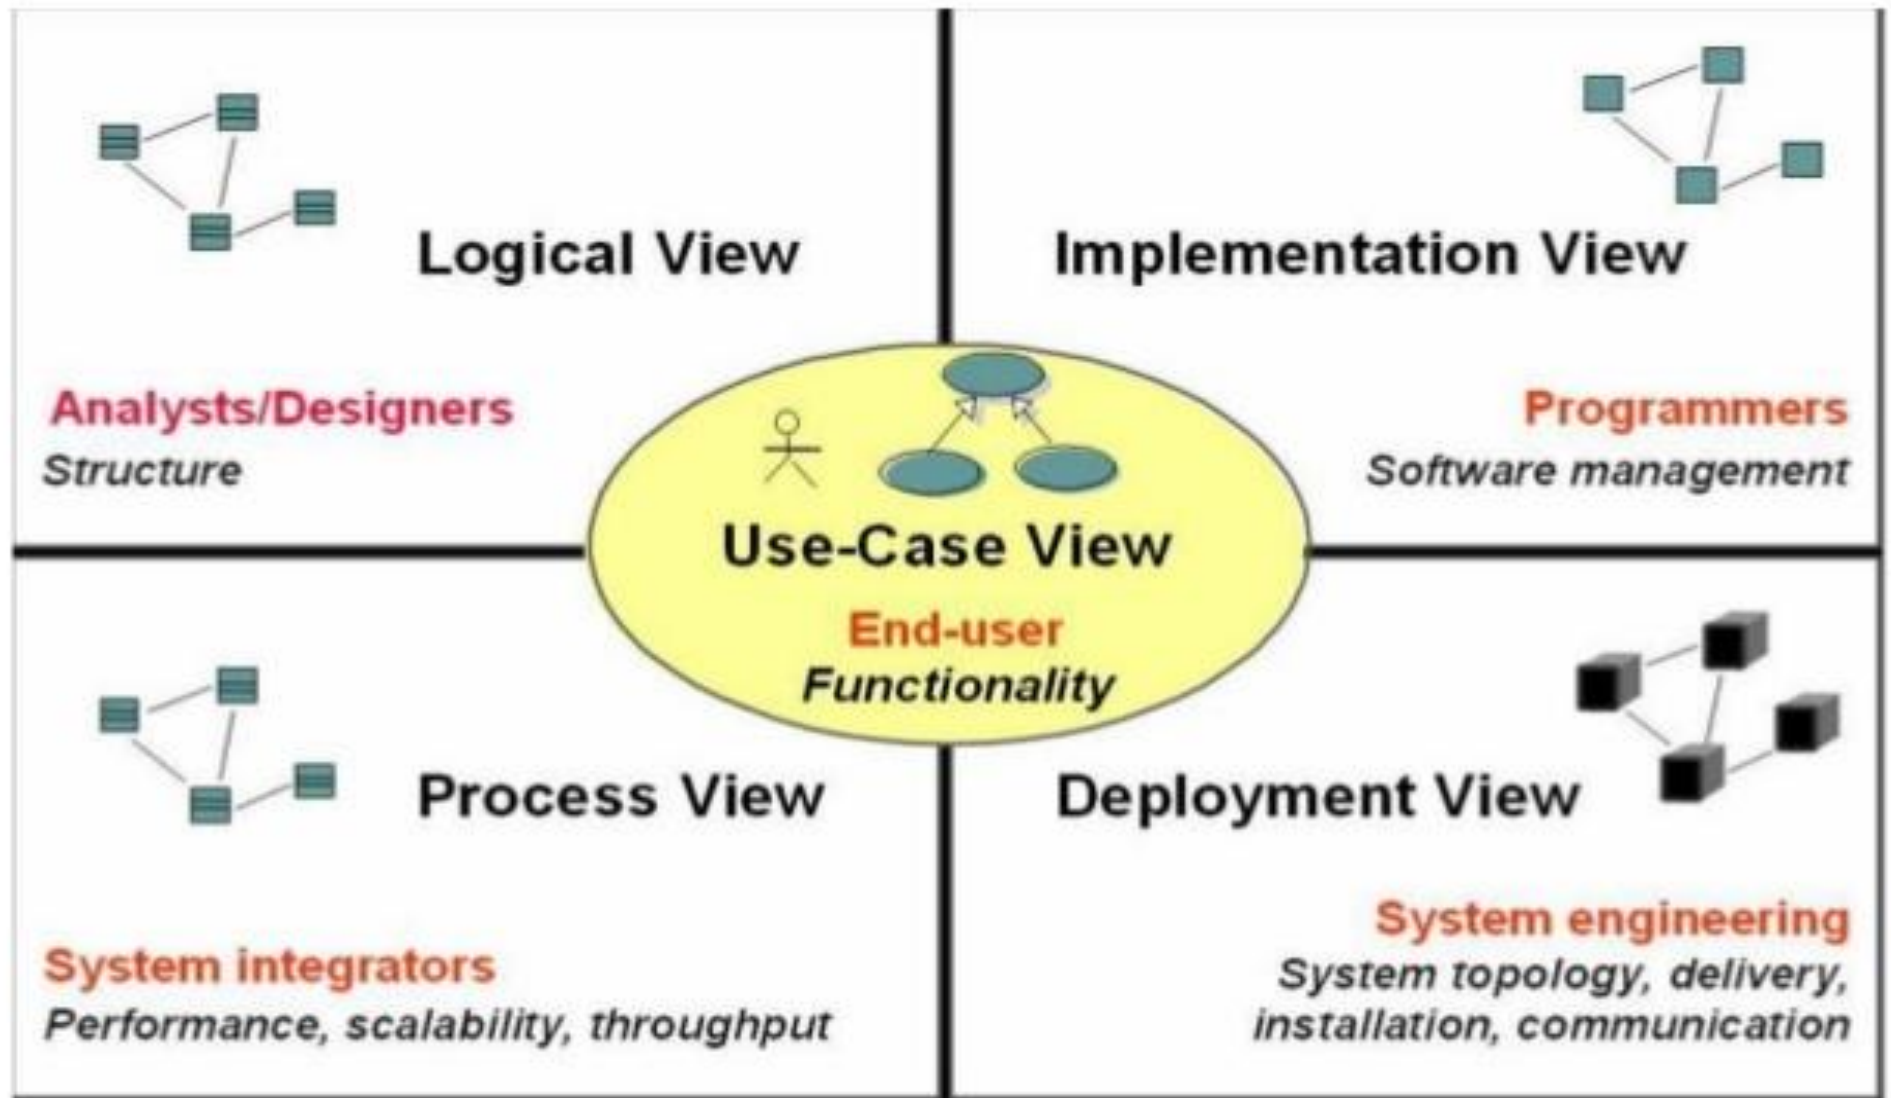 Logical View
Analysts/Designers
Structure
Implementation View
Programmers
Software management
Use-Case View
End-user
Functionality
Process View
System integrators
Performance, scalability, throughput
Deployment View
System engineering
System topology, delivery,
installation, communication